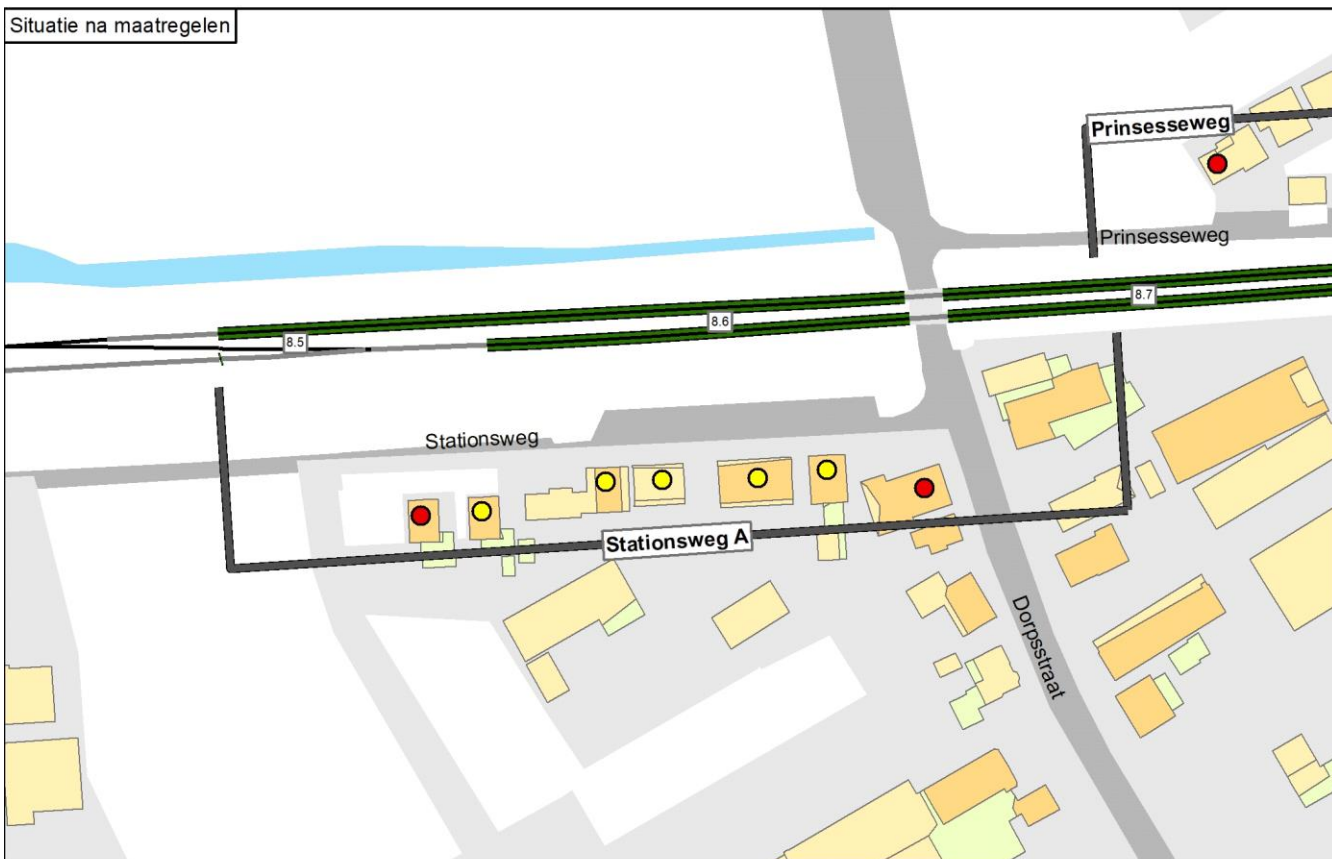 Situatie na maatregelen
Prinsesseweg
Prinsesseweg
8.7
8.6
8.5
Stationsweg
Stationsweg A
Dorpsstraat